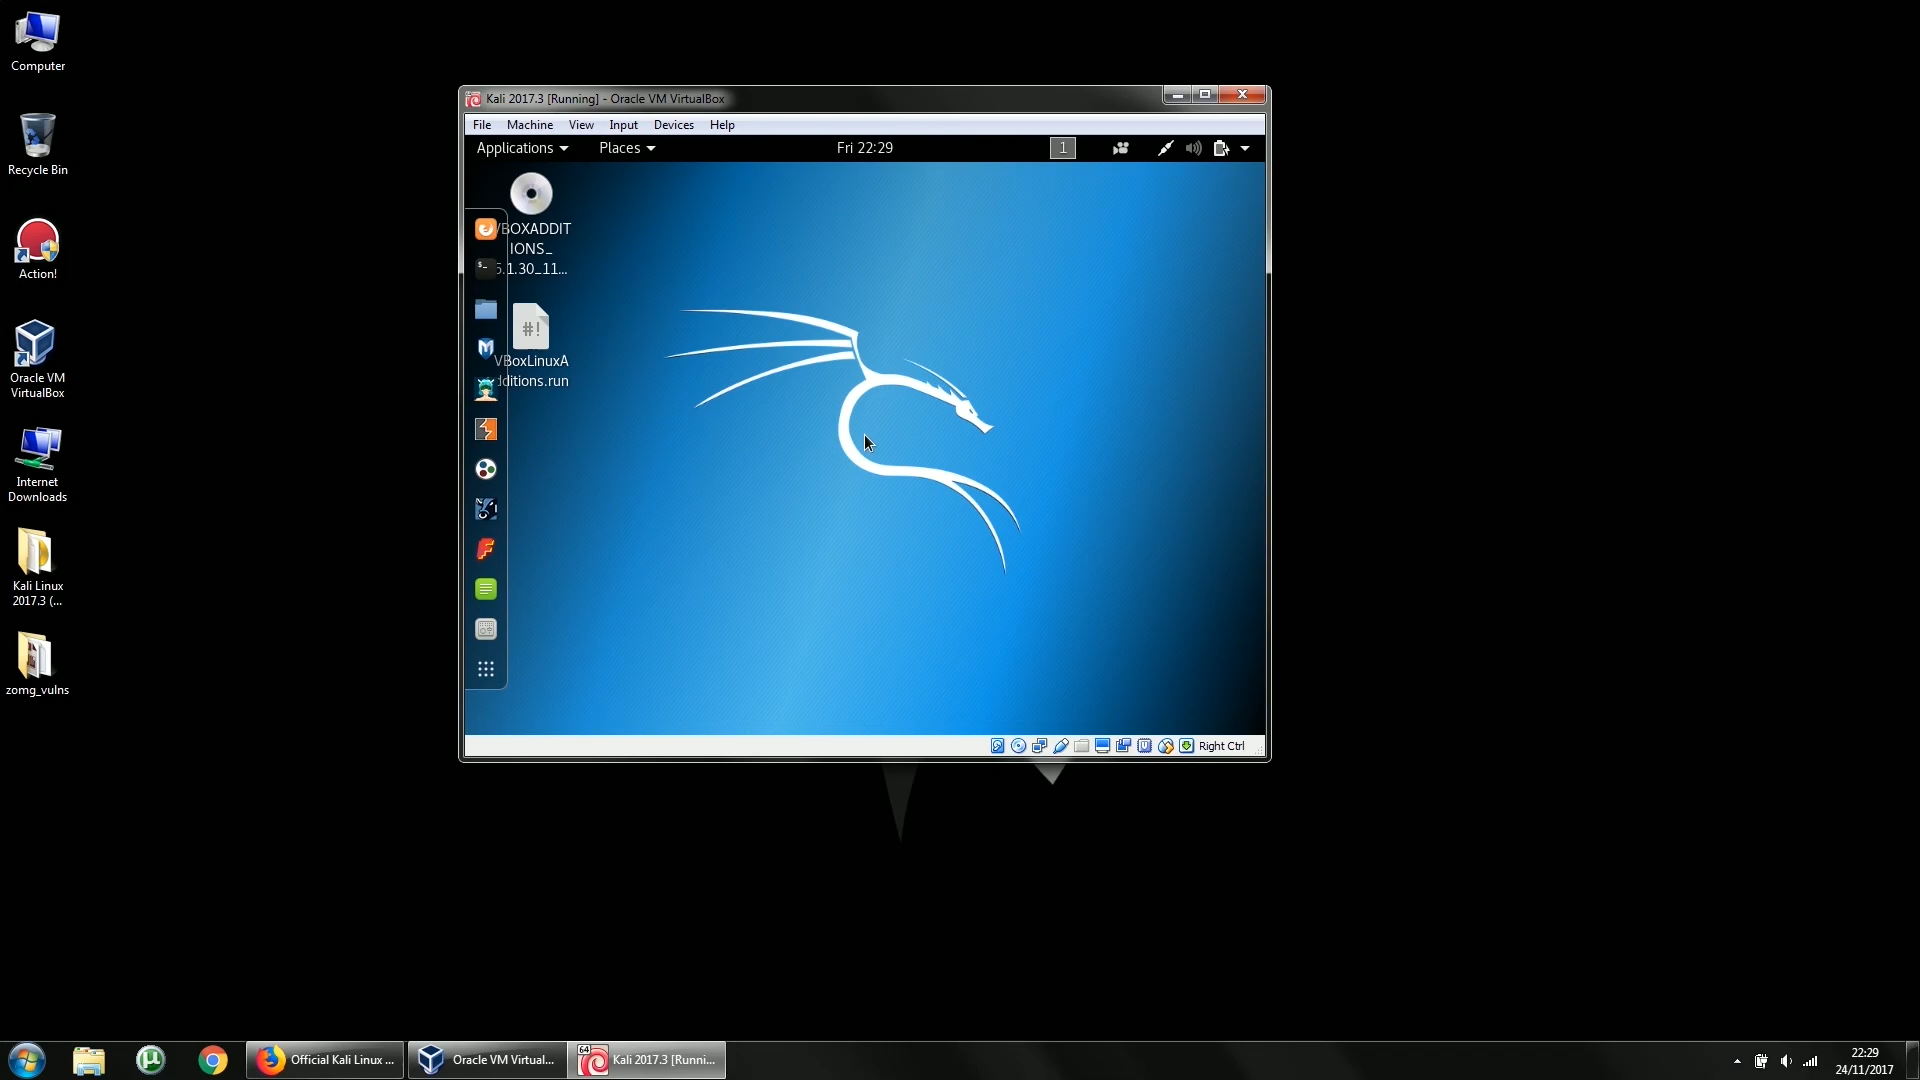 Computer
Recycle Bin
Action!
Oracle VM
VirtualBox
Internet
Downloads
Kali Linux
2017.3 (...
zomg_vulns
Kali 2017.3 [Running] - Oracle VM VirtualBox
File Machine View Input Devices Help
Applications Places Fri 22:29 1
VBOXADDIT
IONS_
5.1.30_11...
#!
VBoxLinuxA
dditions.run
$-
M
F
Right Ctrl
Official Kali Linux ...
Oracle VM Virtual...
64
Kali 2017.3 [Runni...
22:29
24/11/2017